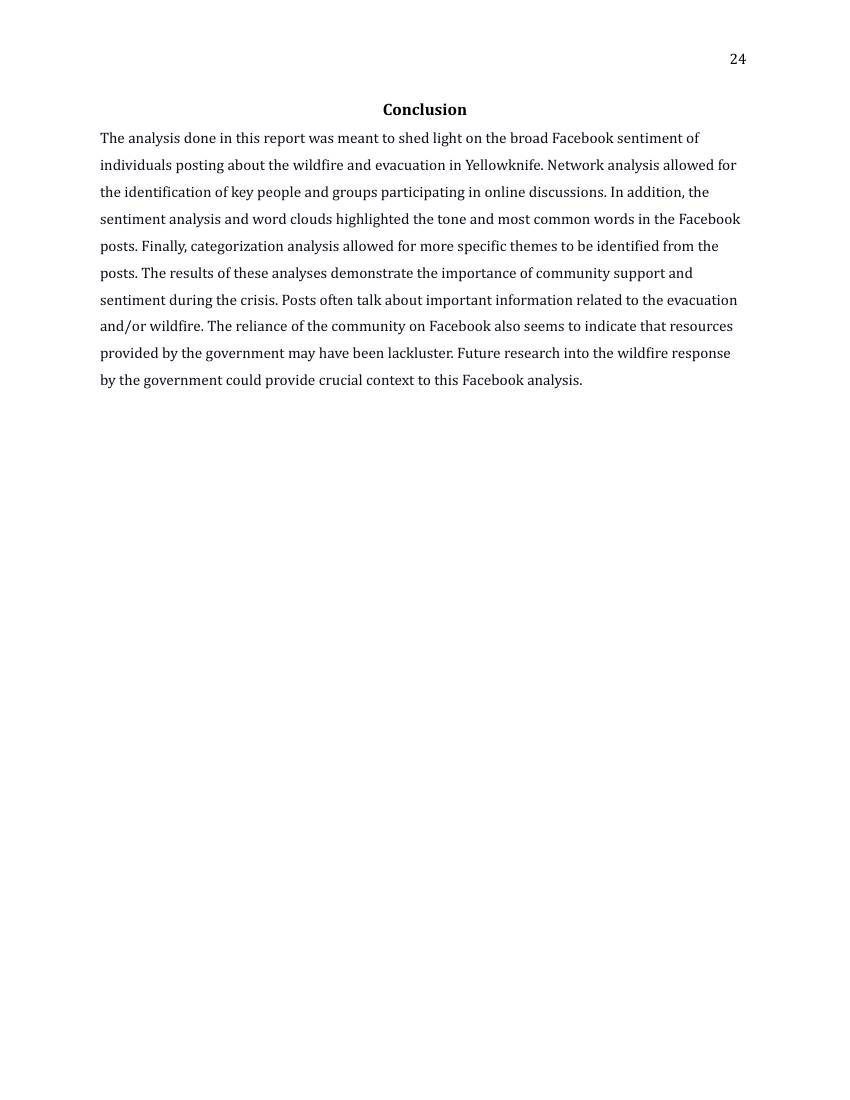 24
Conclusion
The analysis done in this report was meant to shed light on the broad Facebook sentiment of
individuals posting about the wildfire and evacuation in Yellowknife. Network analysis allowed for
the identification of key people and groups participating in online discussions. In addition, the
sentiment analysis and word clouds highlighted the tone and most common words in the Facebook
posts. Finally, categorization analysis allowed for more specific themes to be identified from the
posts. The results of these analyses demonstrate the importance of community support and
sentiment during the crisis. Posts often talk about important information related to the evacuation
and/or wildfire. The reliance of the community on Facebook also seems to indicate that resources
provided by the government may have been lackluster. Future research into the wildfire response
by the government could provide crucial context to this Facebook analysis.